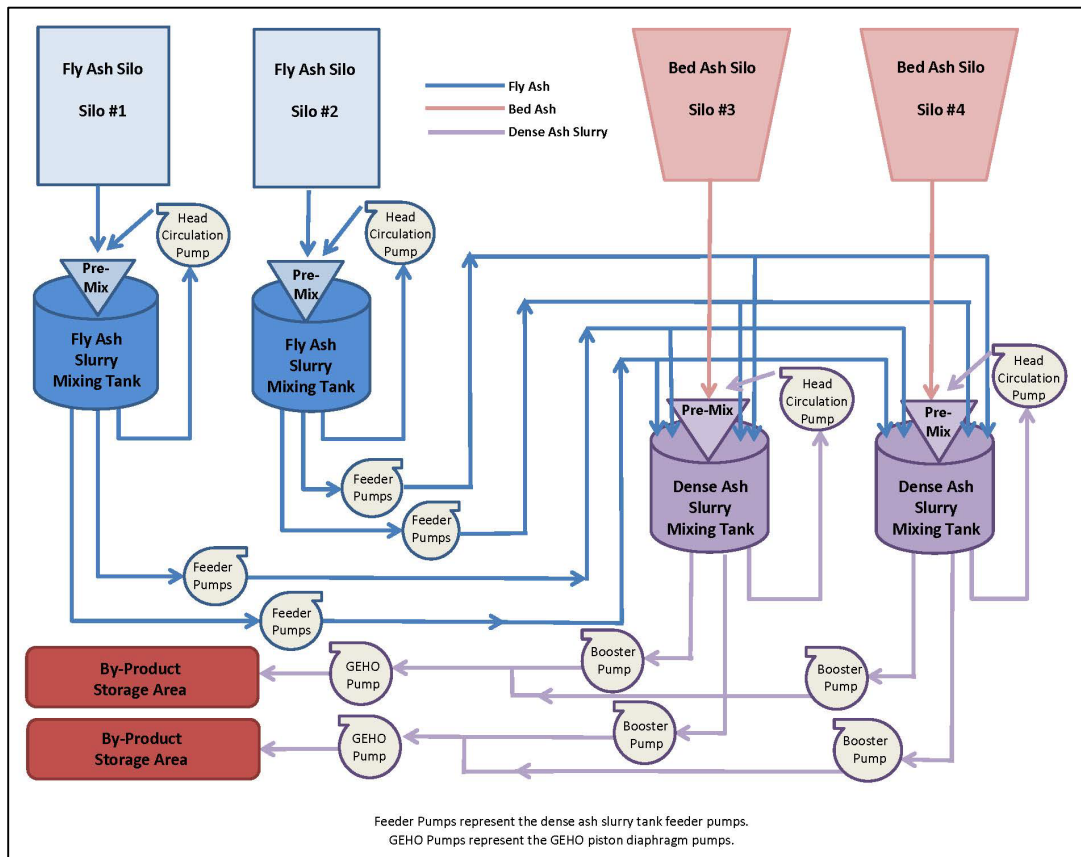 Fly Ash Silo
Silo #1
Fly Ash Silo
Silo #2
Fly Ash
Bed Ash
Dense Ash Slurry
Bed Ash Silo
Silo #3
Bed Ash Silo
Silo #4
Head
Circulation
Pump
Head
Circulation
Pump
Pre-
Mix
Pre-
Mix
Fly Ash
Slurry
Mixing Tank
Fly Ash
Slurry
Mixing Tank
Head
Circulation
Pump
Head
Circulation
Pump
Pre-Mix
Pre-
Mix
Dense Ash
Slurry
Mixing Tank
Dense Ash
Slurry
Mixing Tank
Feeder
Pumps
Feeder
Pumps
Feeder
Pumps
Feeder
Pumps
By-Product
Storage Area
GEHO
Pump
Booster
Pump
Booster
Pump
By-Product
Storage Area
GEHO
Pump
Booster
Pump
Booster
Pump
Feeder Pumps represent the dense ash slurry tank feeder pumps.
GEHO Pumps represent the GEHO piston diaphragm pumps.